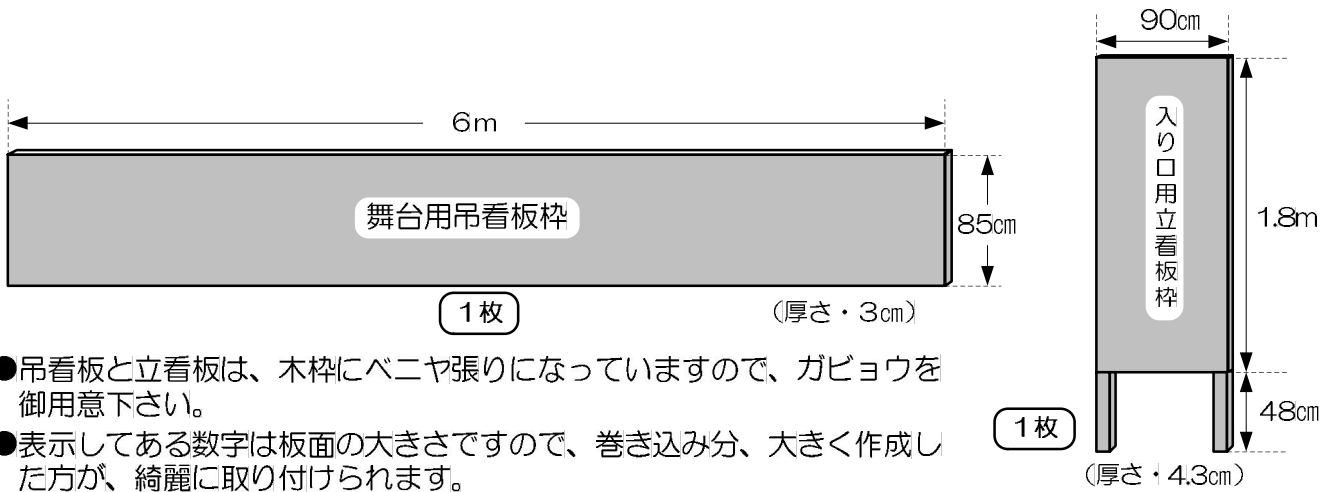 6m
舞台用吊看板枠
85㎝
1枚
(厚さ・3㎝)
●吊看板と立看板は、木枠にベニヤ張りになっていますので、ガビョウを
御用意下さい。
●表示してある数字は板面の大きさですので、巻き込み分、大きく作成し
た方が、綺麗に取り付けられます。
90㎝
入り口用立看板枠
1.8m
48㎝
1枚
(厚さ・4.3㎝)